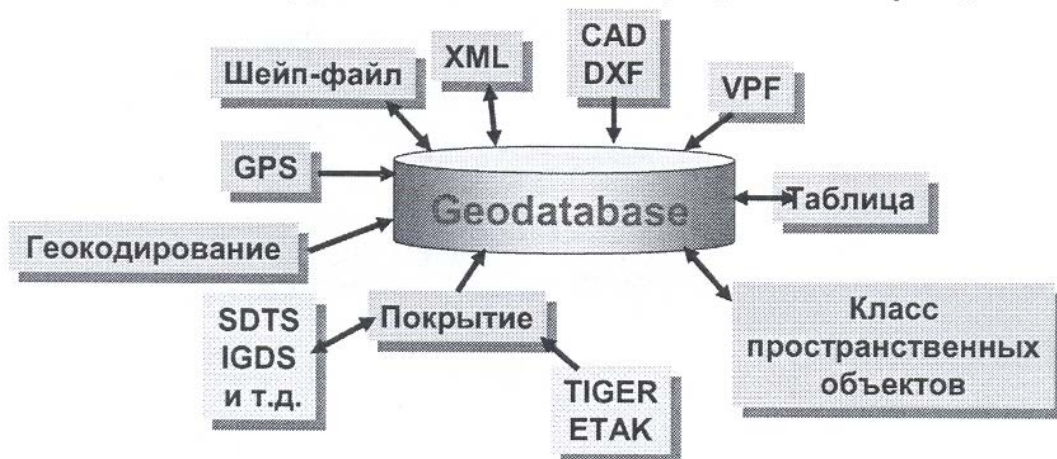 Шейп-файл
XML
CAD
DXF
VPF
GPS
Geodatabase
Таблица
Геокодирование
SDTS
IGDS
и т.д.
Покрытие
TIGER
ETAK
Класс
пространственных
объектов